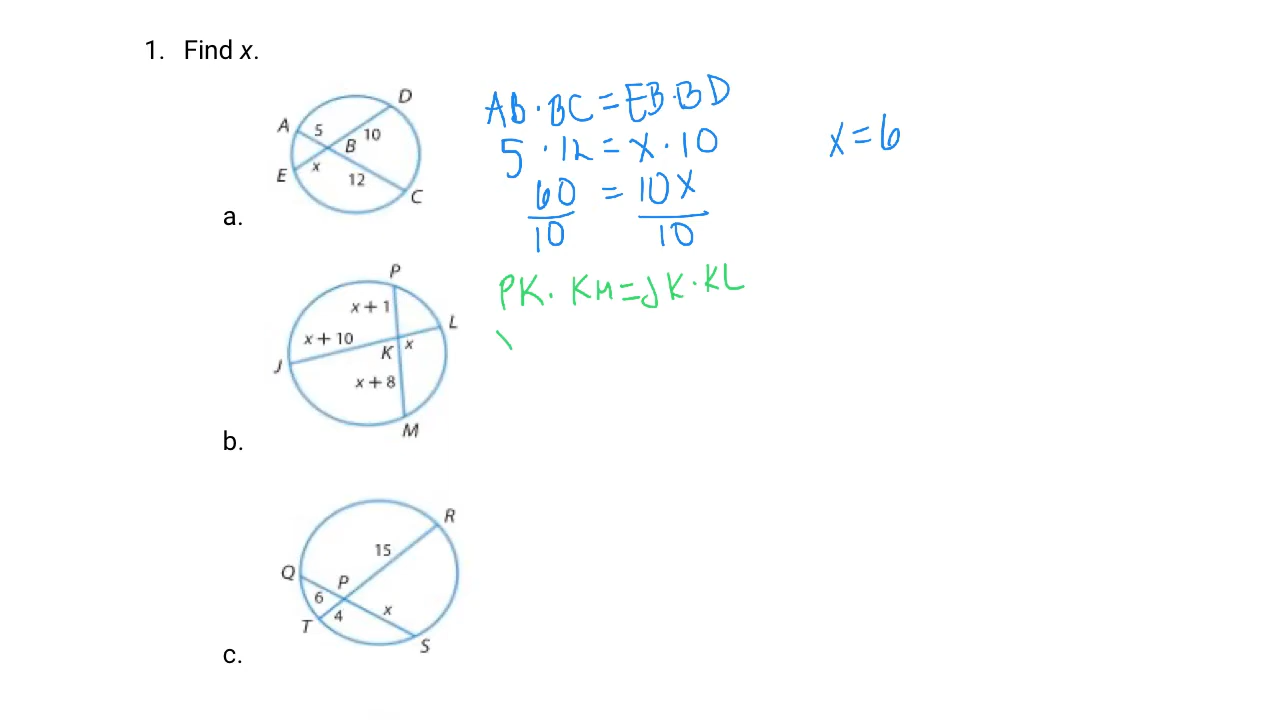 1. Find x.
A 5 B 10 D
E x 12 C
a.
AB · BC = EB · BD
5 · 12 = x · 10
60 = 10x
10 10
x = 6
P
x + 1 L
x + 10 K x
J x + 8
M
b.
PK · KM = JK · KL
R
15
Q P
6 x
T 4 S
c.